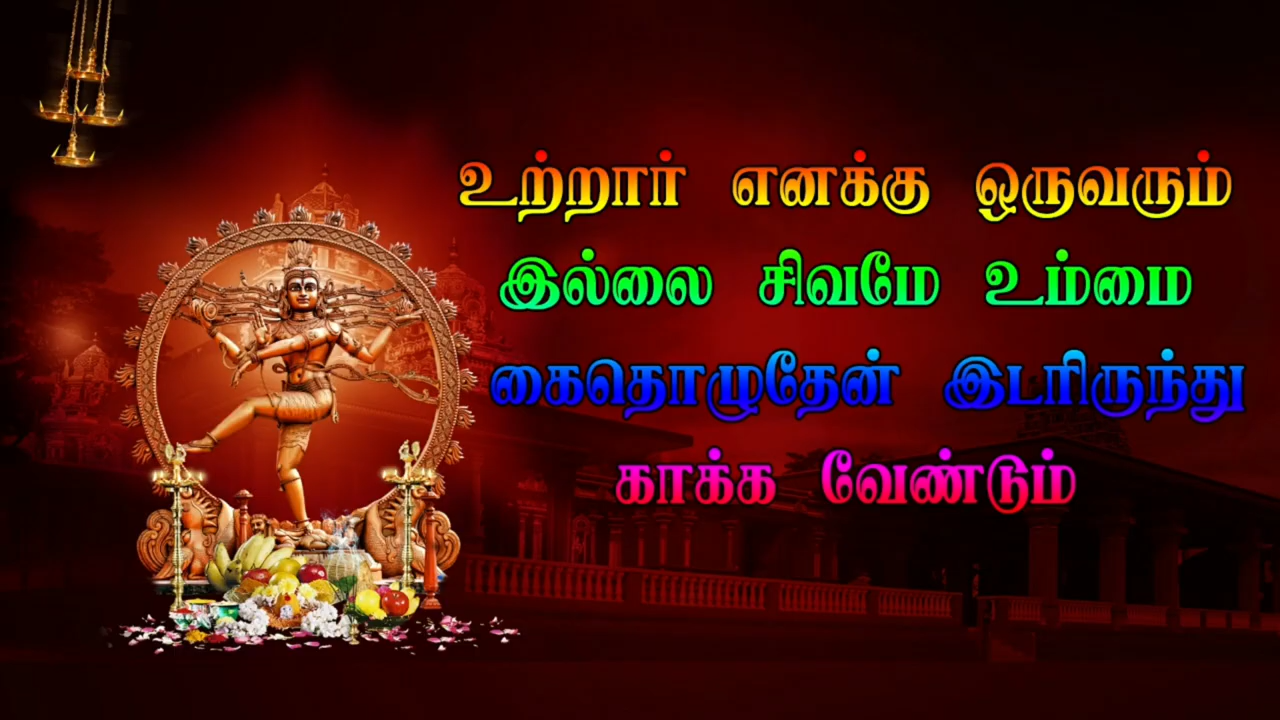 உற்றார் எனக்கு ஒருவரும்
இல்லை சிவமே உம்மை
கைதொழுதேன் இடரிருந்து
காக்க வேண்டும்